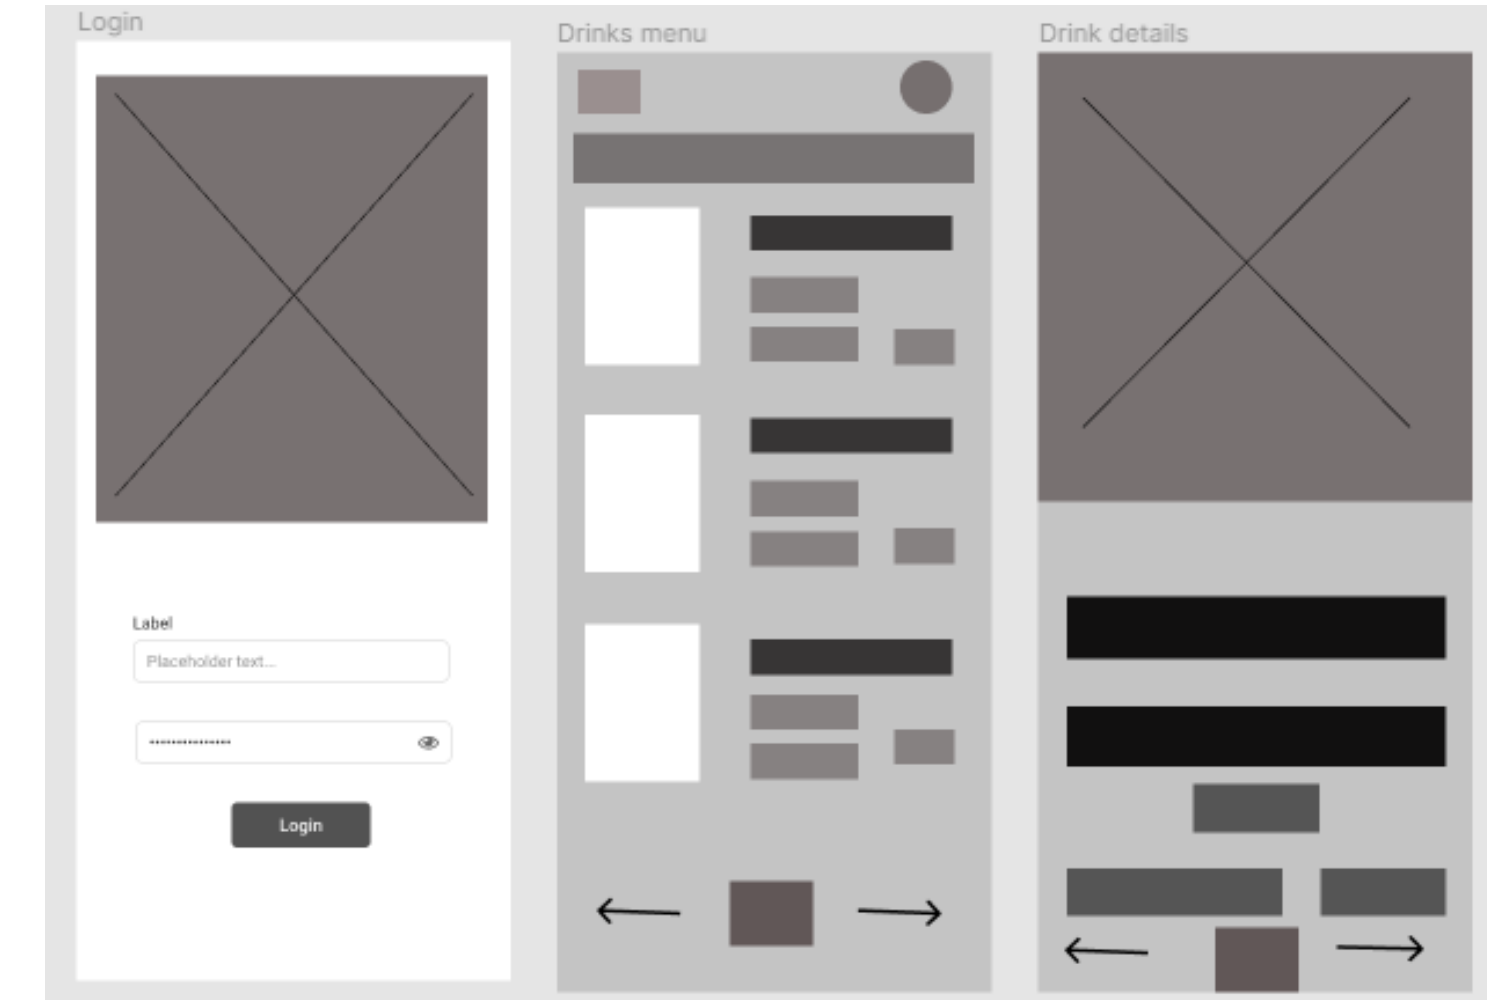 Login
Drinks menu
Drink details
Label
Placeholder text...
Login